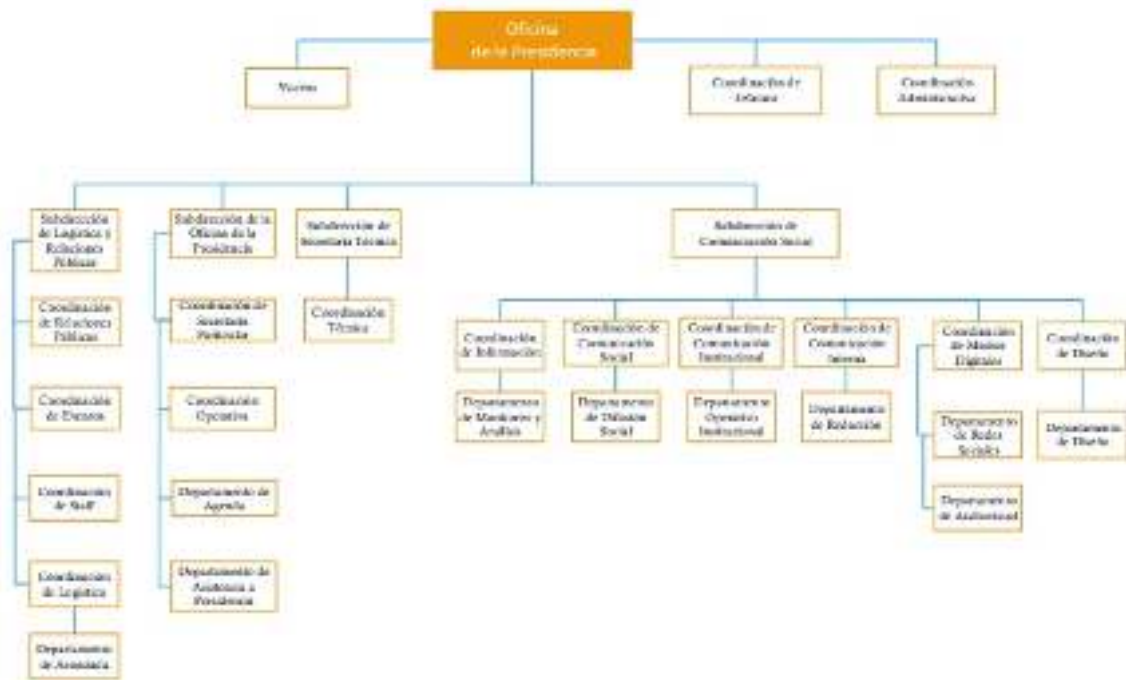 Oficina
de la Presidencia
Coordinación de
Coordinación
Administrativa
Subdirección
de Logística y
Relaciones
Públicas
Subdirección de la
Oficina de la
Presidencia
Subdirección de
Secretaría Técnica
Subdirección de
Comunicación Social
Coordinación
de Relaciones
Públicas
Coordinación de
Secretaría
Particular
Coordinación
Técnica
Coordinación
de Información
Coordinación de
Comunicación
Social
Coordinación de
Comunicación
Institucional
Coordinación de
Comunicación
Interna
Coordinación
de Medios
Digitales
Coordinación
de Diseño
Coordinación
de Eventos
Coordinación
Operativa
Departamento
de Monitoreo y
Análisis
Departamento
de Difusión
Social
Departamento
Operativo
Institucional
Departamento
de Redacción
Departamento
de Redes
Sociales
Departamento
de Diseño
Coordinación
de Staff
Departamento de
Agenda
Departamento
de Audiovisual
Coordinación
de Logística
Departamento de
Asistencia a
Presidencia
Departamento